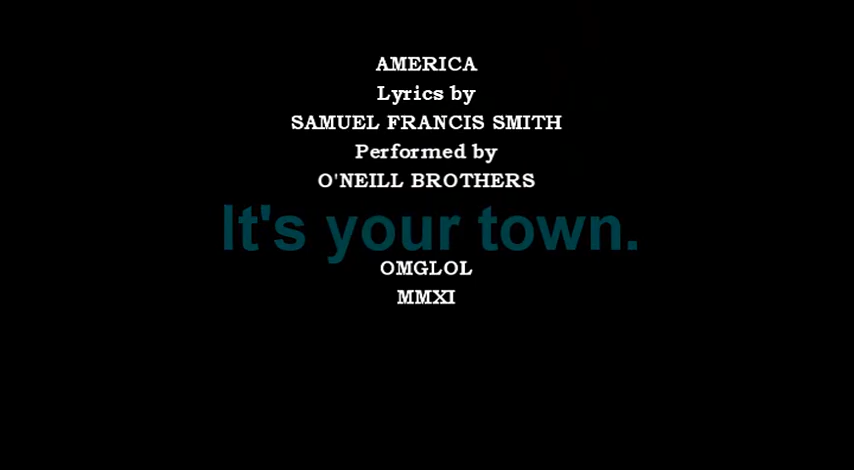 AMERICA
Lyrics by
SAMUEL FRANCIS SMITH
Performed by
O'NEILL BROTHERS
It's your town.
OMGLOL
MMXI